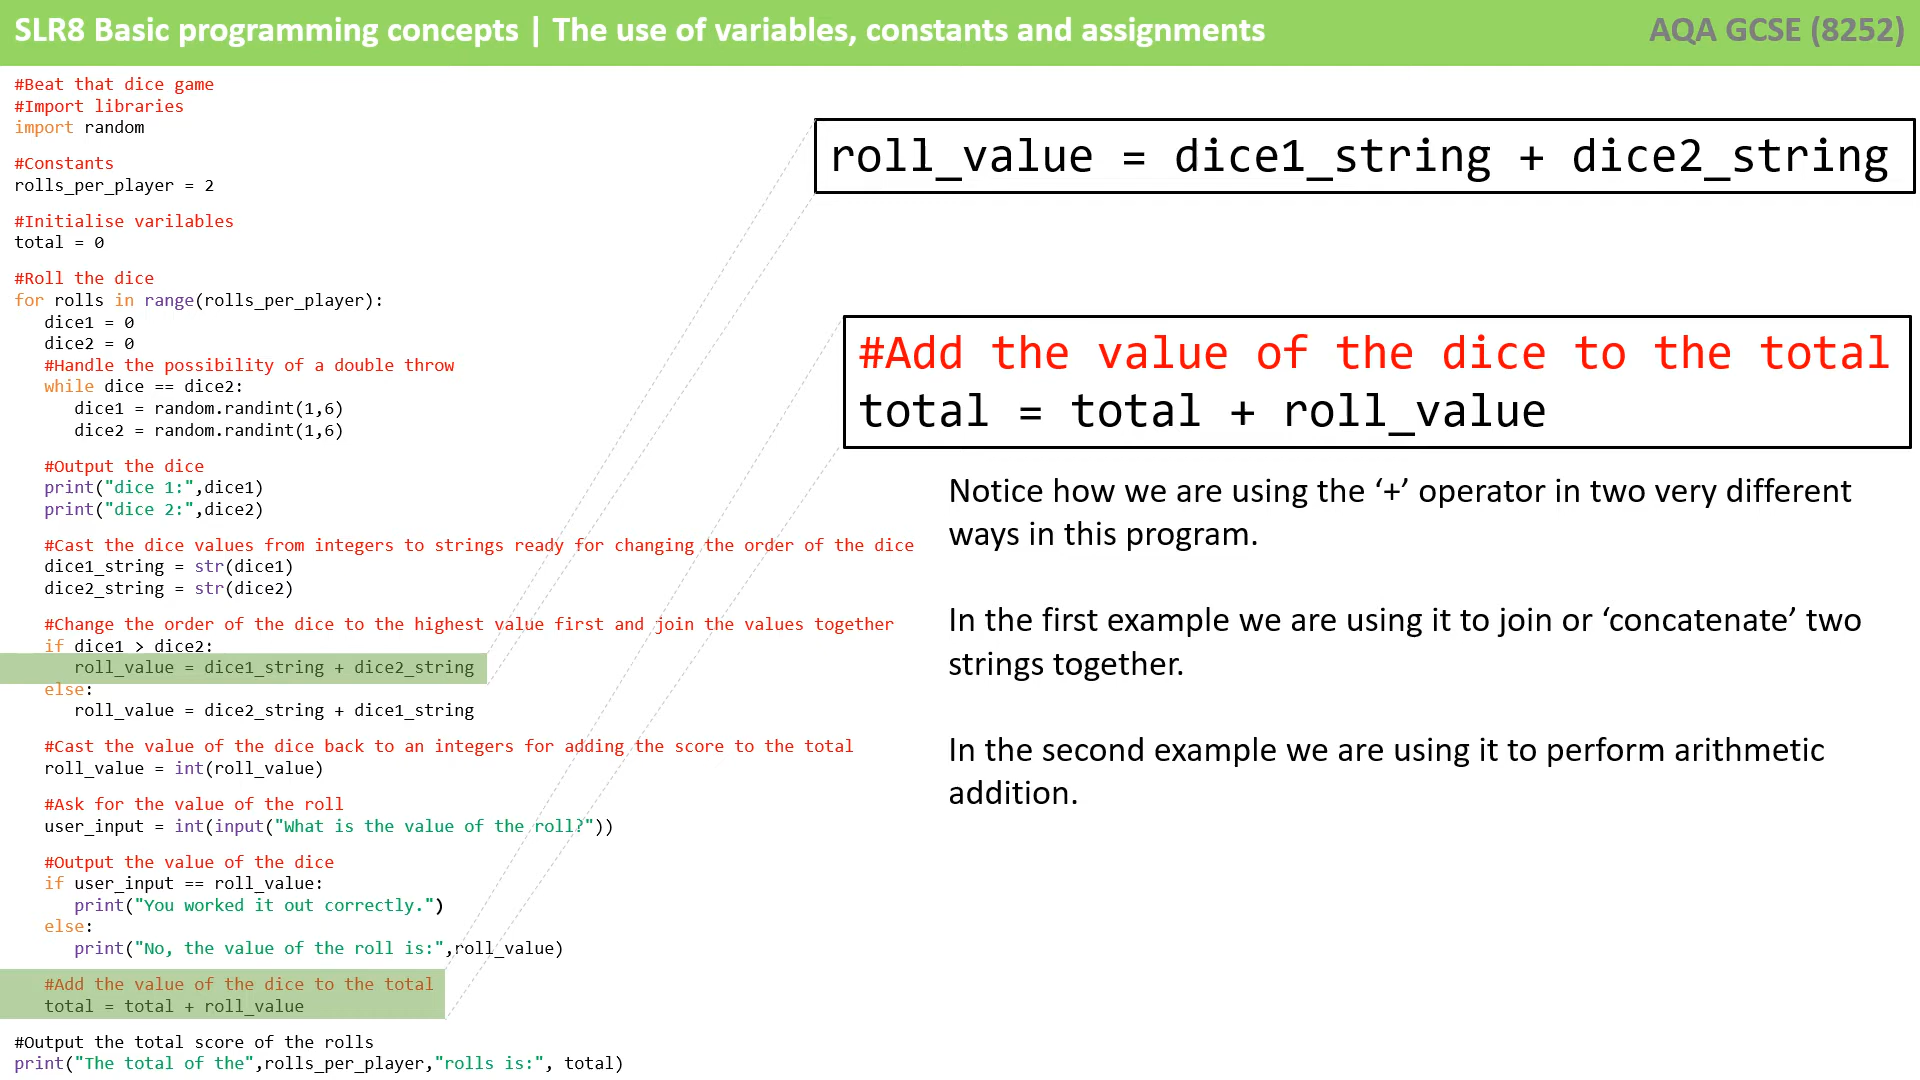 SLR8 Basic programming concepts | The use of variables, constants and assignments
AQA GCSE (8252)
#Beat that dice game
#Import libraries
import random
#Constants
rolls_per_player = 2
#Initialise varilables
total = 0
#Roll the dice
for rolls in range(rolls_per_player):
dice1 = 0
dice2 = 0
#Handle the possibility of a double throw
while dice == dice2:
dice1 = random.randint(1,6)
dice2 = random.randint(1,6)
#Output the dice
print("dice 1:",dice1)
print("dice 2:",dice2)
#Cast the dice values from integers to strings ready for changing the order of the dice
dice1_string = str(dice1)
dice2_string = str(dice2)
#Change the order of the dice to the highest value first and join the values together
if dice1 > dice2:
roll_value = dice1_string + dice2_string
else:
roll_value = dice2_string + dice1_string
#Cast the value of the dice back to an integers for adding the score to the total
roll_value = int(roll_value)
#Ask for the value of the roll
user_input = int(input("What is the value of the roll?"))
#Output the value of the dice
if user_input == roll_value:
print("You worked it out correctly.")
else:
print("No, the value of the roll is:",roll_value)
#Add the value of the dice to the total
total = total + roll_value
#Output the total score of the rolls
print("The total of the",rolls_per_player,"rolls is:", total)
roll_value = dice1_string + dice2_string
#Add the value of the dice to the total
total = total + roll_value
Notice how we are using the ‘+’ operator in two very different
ways in this program.
In the first example we are using it to join or ‘concatenate’ two
strings together.
In the second example we are using it to perform arithmetic
addition.